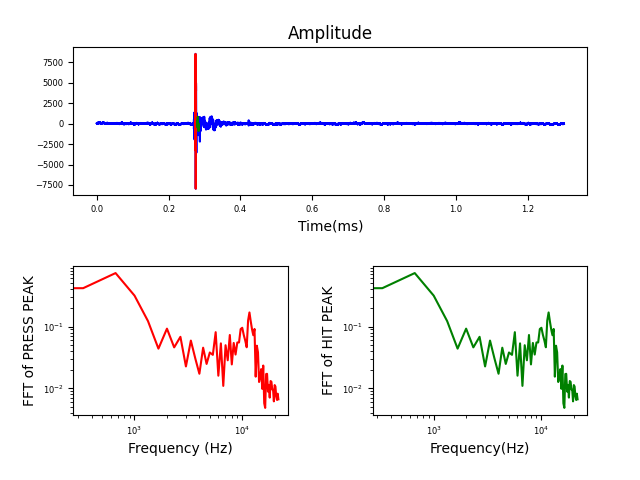 Amplitude
7500
5000
2500
0
−2500
−5000
−7500
0.0 0.2 0.4 0.6 0.8 1.0 1.2
Time(ms)
FFT of PRESS PEAK
10⁻¹
10⁻²
10³ 10⁴
Frequency (Hz)
FFT of HIT PEAK
10⁻¹
10⁻²
10³ 10⁴
Frequency(Hz)